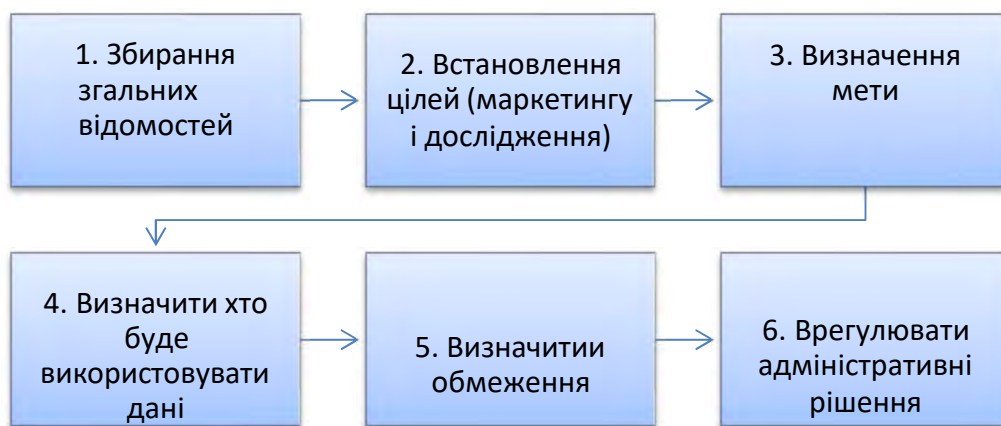 1. Збирання
згальних
відомостей
2. Встановлення
цілей (маркетингу
і дослідження)
3. Визначення
мети
4. Визначити хто
буде
використовувати
дані
5. Визначитии
обмеження
6. Врегулювати
адміністративні
рішення